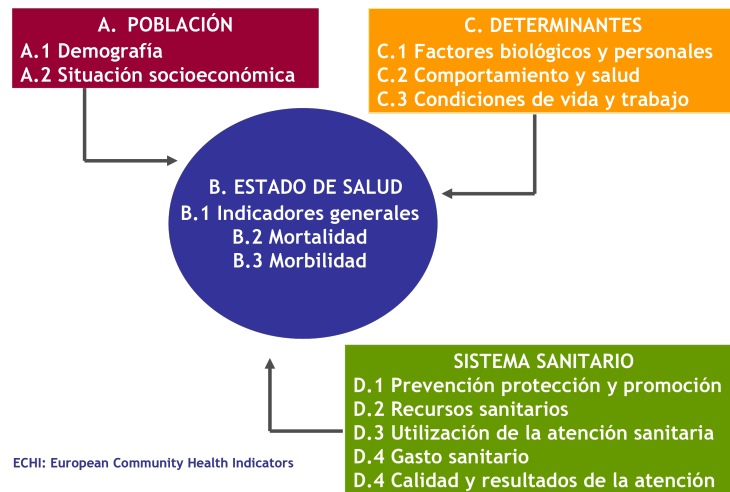 A. POBLACIÓN
A.1 Demografía
A.2 Situación socioeconómica
C. DETERMINANTES
C.1 Factores biológicos y personales
C.2 Comportamiento y salud
C.3 Condiciones de vida y trabajo
B. ESTADO DE SALUD
B.1 Indicadores generales
B.2 Mortalidad
B.3 Morbilidad
SISTEMA SANITARIO
D.1 Prevención protección y promoción
D.2 Recursos sanitarios
D.3 Utilización de la atención sanitaria
D.4 Gasto sanitario
D.4 Calidad y resultados de la atención
ECHI: European Community Health Indicators